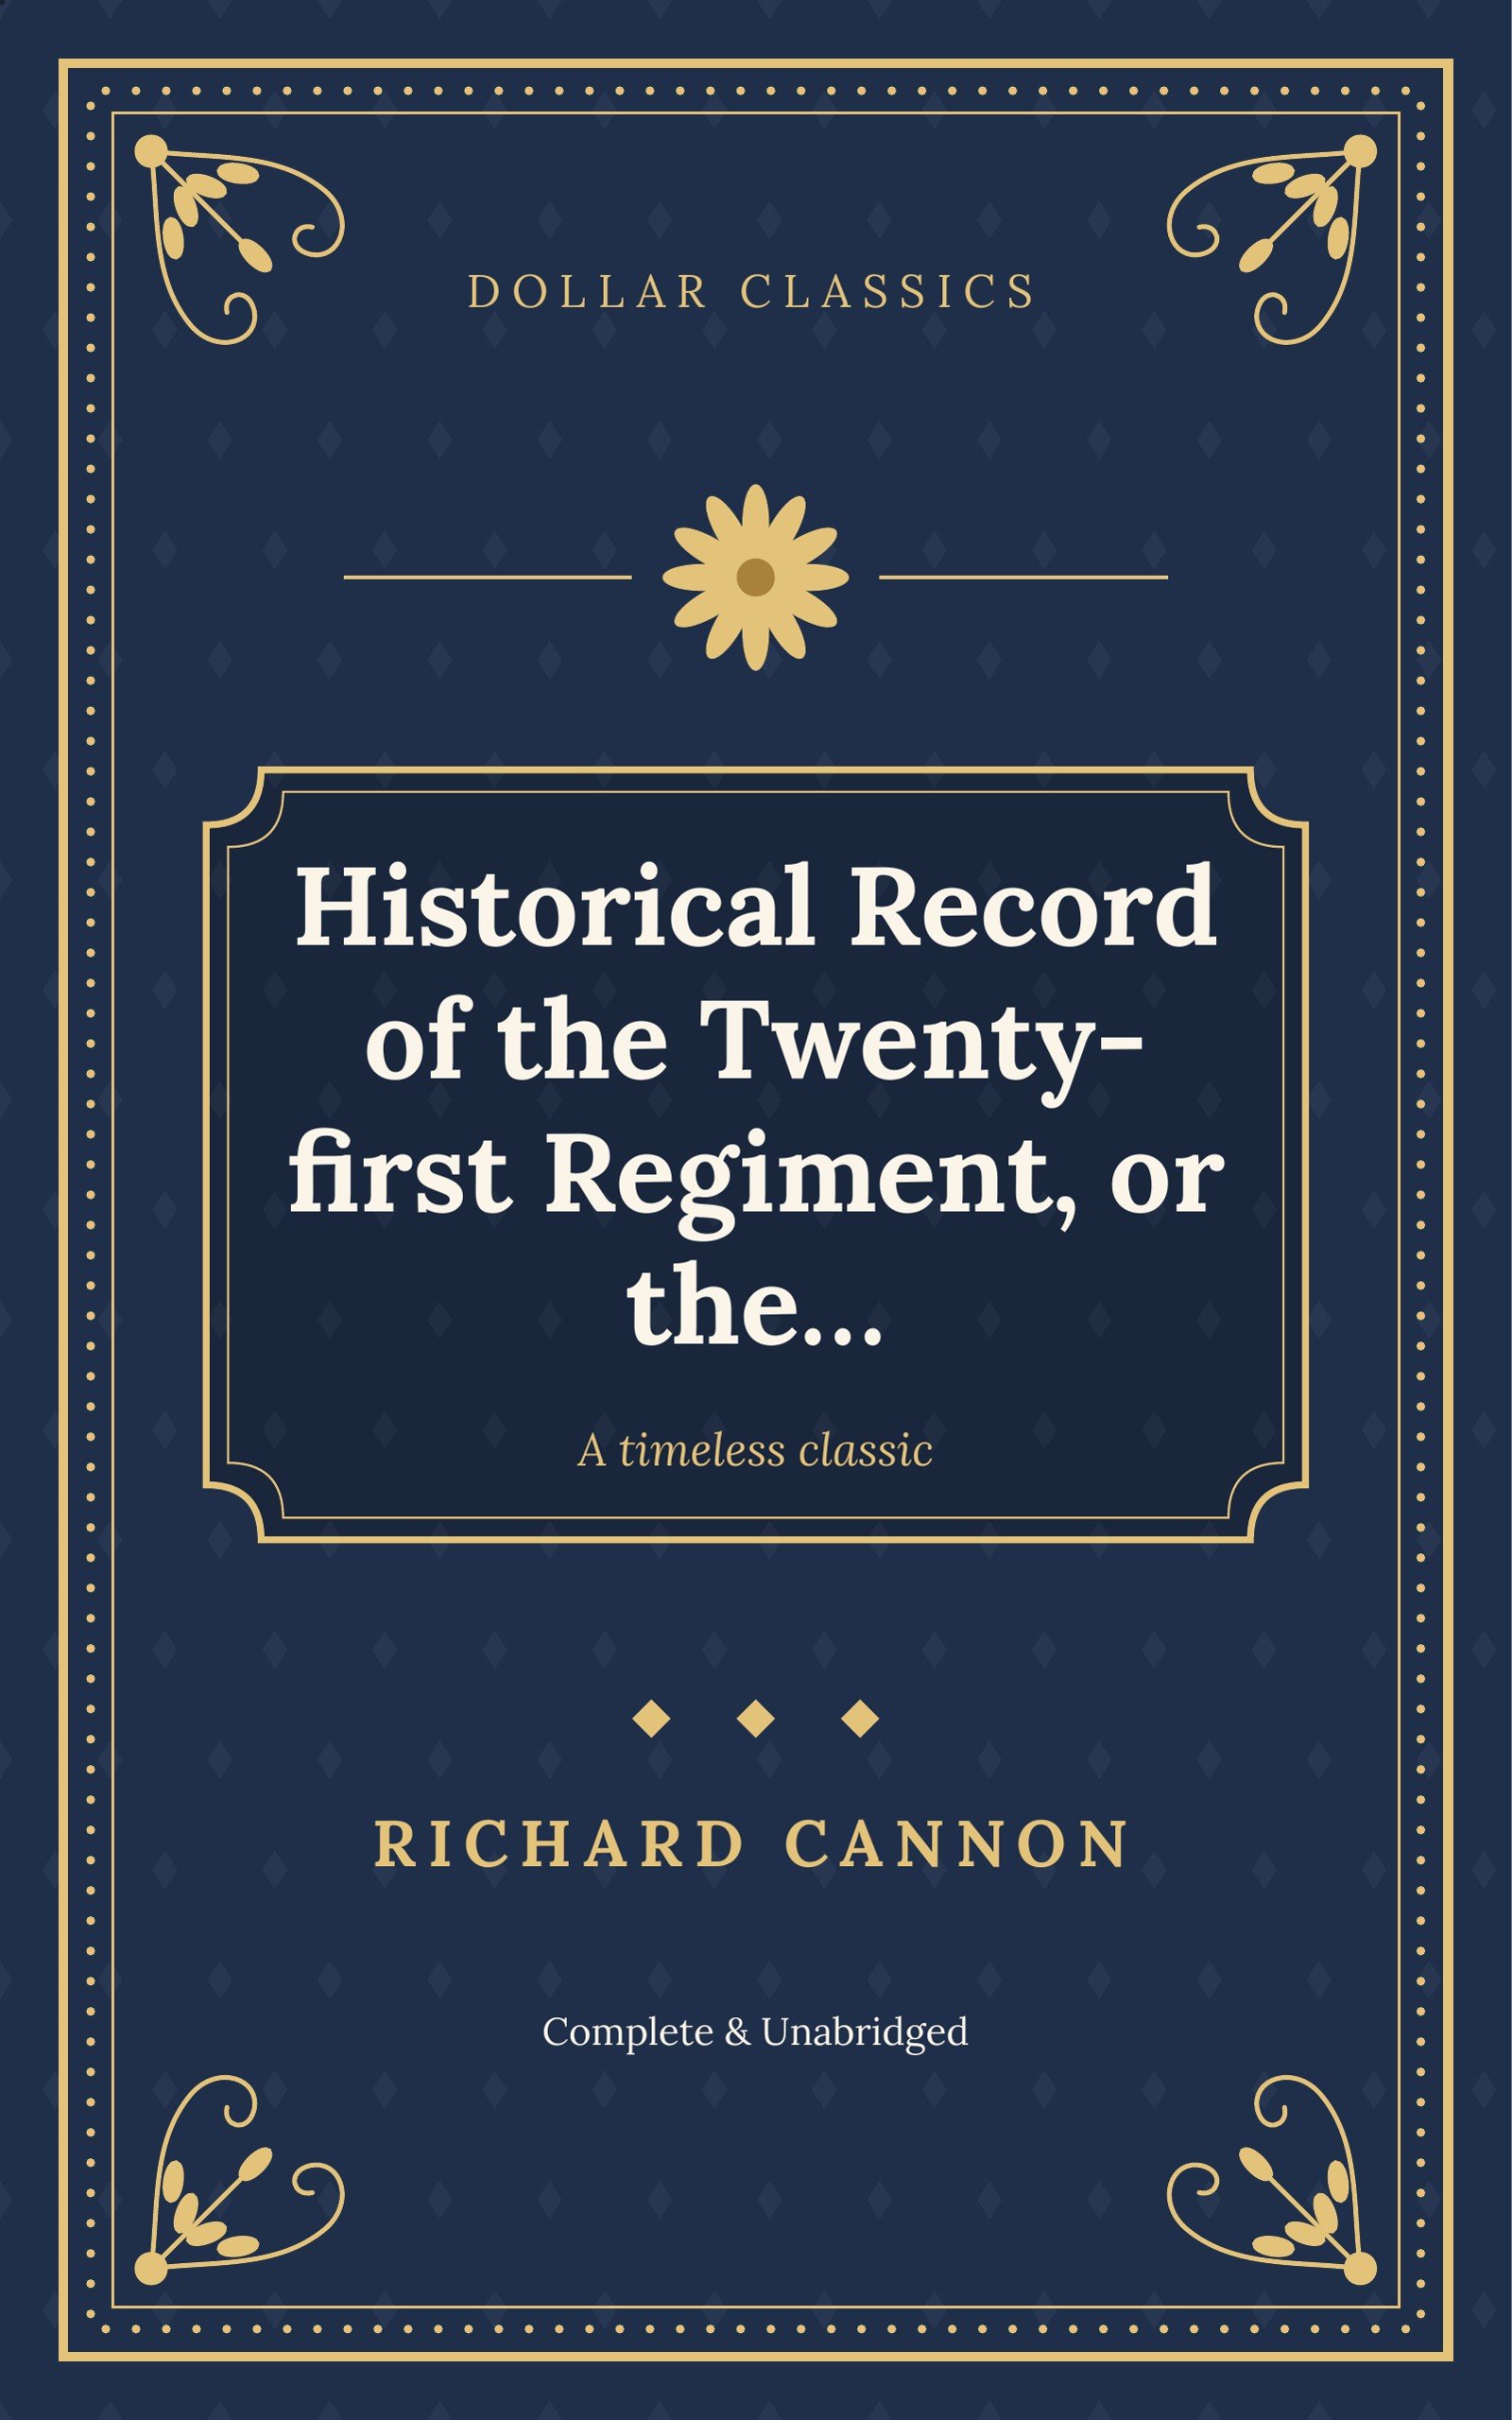 DOLLAR CLASSICS
Historical Record
of the Twenty-
first Regiment, or
the...
A timeless classic
RICHARD CANNON
Complete & Unabridged